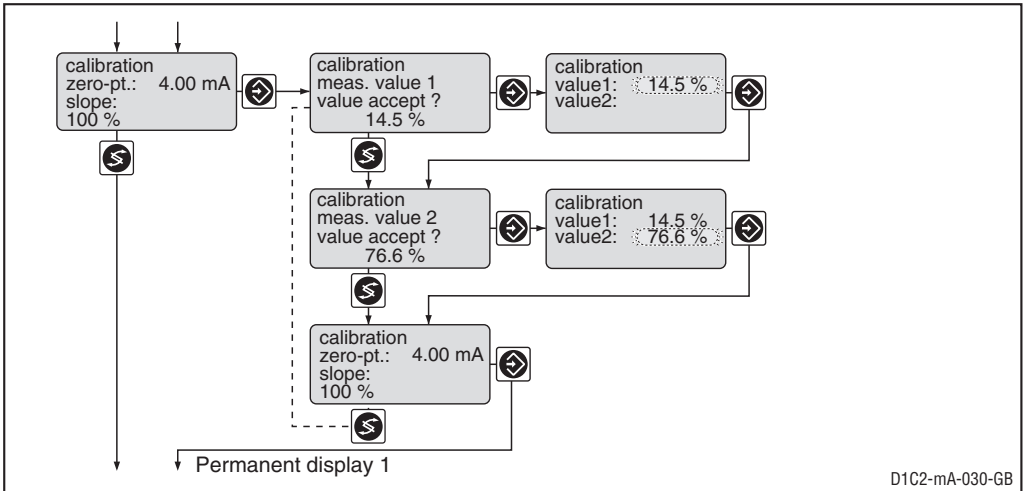 calibration
zero-pt.: 4.00 mA
slope:
100 %
calibration
meas. value 1
value accept ?
14.5 %
calibration
value1: 14.5 %
value2:
calibration
meas. value 2
value accept ?
76.6 %
calibration
value1: 14.5 %
value2: 76.6 %
calibration
zero-pt.: 4.00 mA
slope:
100 %
Permanent display 1
D1C2-mA-030-GB